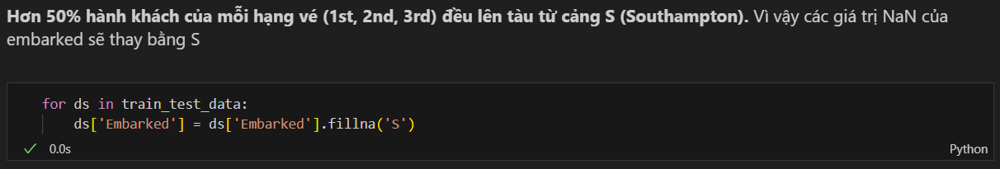 Hơn 50% hành khách của mỗi hạng vé (1st, 2nd, 3rd) đều lên tàu từ cảng S (Southampton). Vì vậy các giá trị NaN của
embarked sẽ thay bằng S
for ds in train_test_data:
    ds['Embarked'] = ds['Embarked'].fillna('S')
0.0s
Python